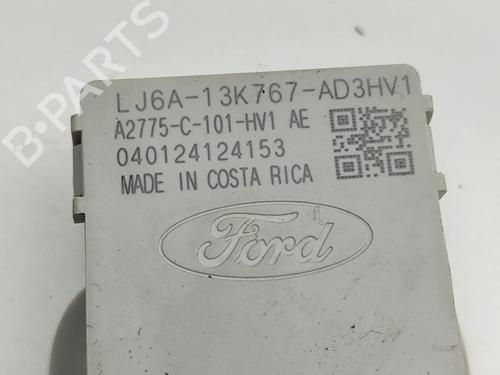 B-PARTS
LJ6A-13K767-AD3HV1
A2775-C-101-HV1 AE
040124124153
MADE IN COSTA RICA
Ford